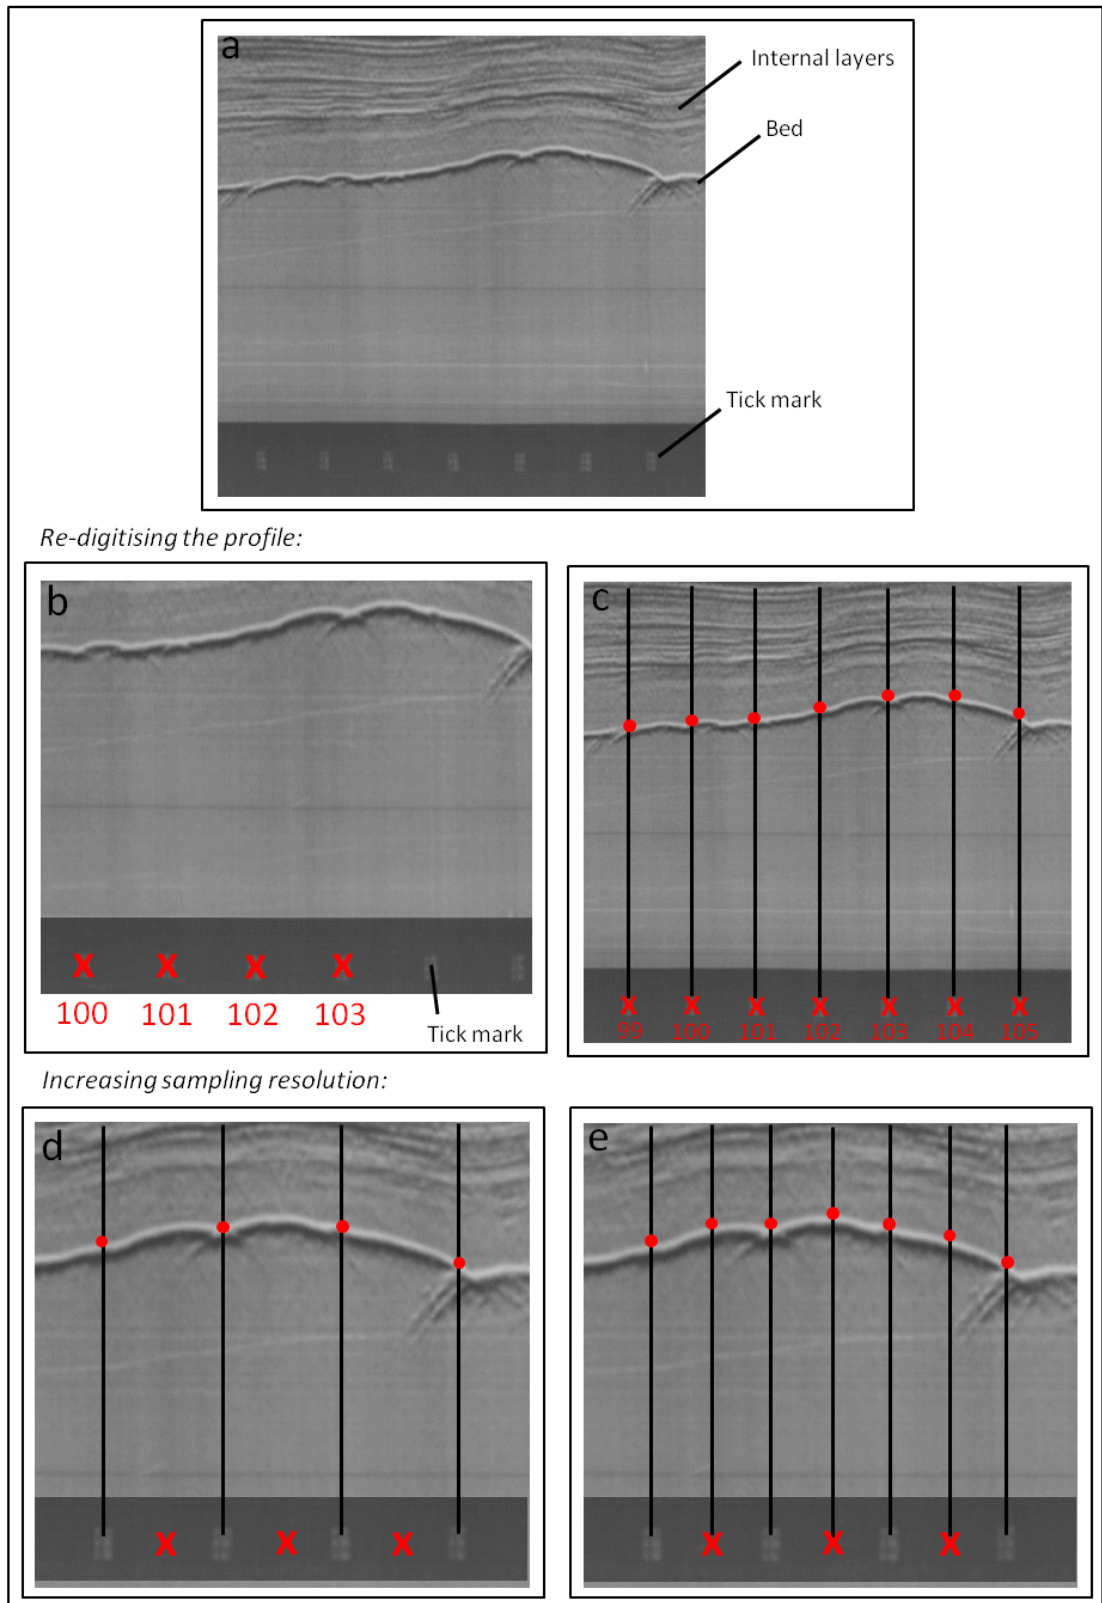 a
Internal layers
Bed
Tick mark
Re-digitising the profile:
b
X X X X
100 101 102 103
Tick mark
c
X X X X X X X
99 100 101 102 103 104 105
Increasing sampling resolution:
d
X X X
e
X X X